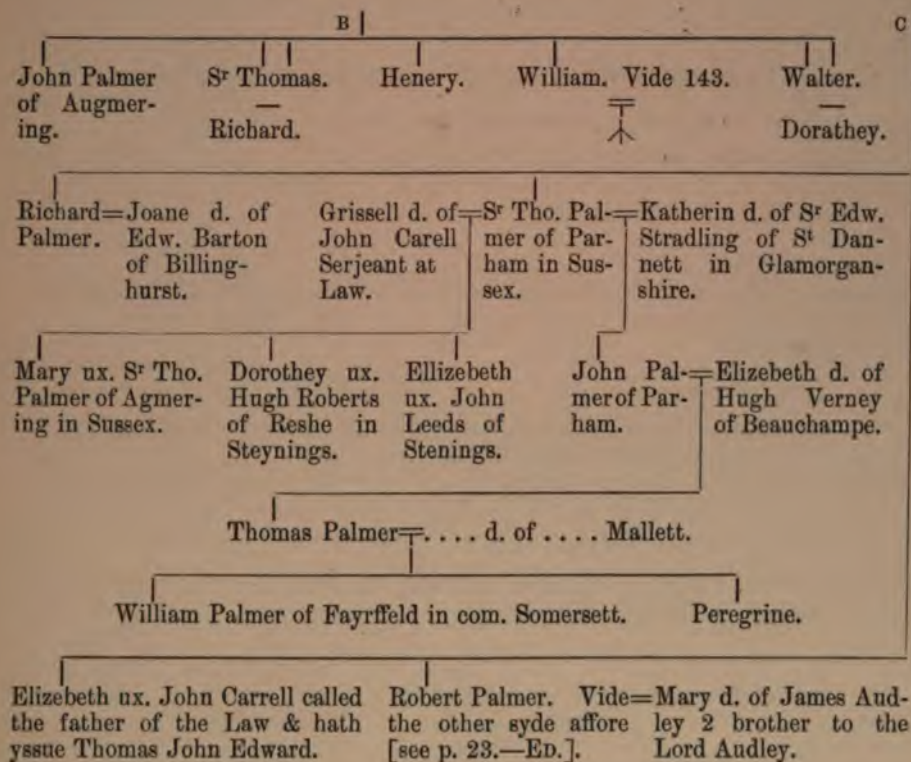 B C
John Palmer
of Augmer-
ing.
Sʳ Thomas.
—
Richard.
Henery.
William. Vide 143.
Walter.
—
Dorathey.
Richard=Joane d. of
Palmer. Edw. Barton
of Billing-
hurst.
Grissell d. of=Sʳ Tho. Pal-=Katherin d. of Sʳ Edw.
John Carell mer of Par- Stradling of Sᵗ Dan-
Serjeant at ham in Sus- nett in Glamorgan-
Law. sex. shire.
Mary ux. Sʳ Tho.
Palmer of Agmer-
ing in Sussex.
Dorothey ux.
Hugh Roberts
of Reshe in
Steynings.
Ellizebeth
ux. John
Leeds of
Stenings.
John Pal-=Elizebeth d. of
mer of Par- Hugh Verney
ham. of Beauchampe.
Thomas Palmer=. . . . d. of . . . . Mallett.
William Palmer of Fayrffeld in com. Somersett. Peregrine.
Elizebeth ux. John Carrell called
the father of the Law & hath
yssue Thomas John Edward.
Robert Palmer. Vide=Mary d. of James Aud-
the other syde affore ley 2 brother to the
[see p. 23.—ED.]. Lord Audley.